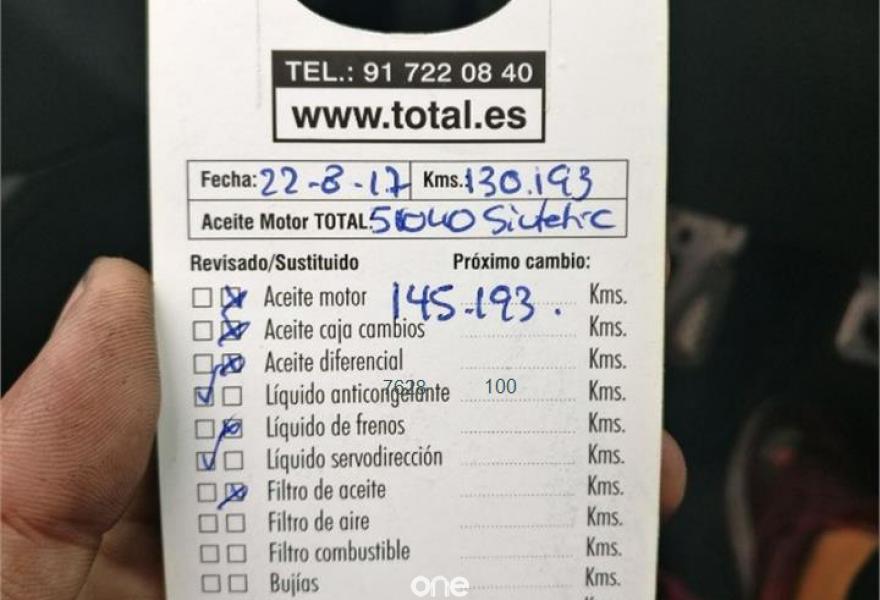 TEL.: 91 722 08 40
www.total.es
Fecha: 22-8-17 Kms.: 130.193
Aceite Motor TOTAL: 5W40 Sintetic
Revisado/Sustituido Próximo cambio:
Aceite motor 145.193. Kms.
Aceite caja cambios Kms.
Aceite diferencial Kms.
Líquido anticongelante Kms.
7628 100
Líquido de frenos Kms.
Líquido servodirección Kms.
Filtro de aceite Kms.
Filtro de aire Kms.
Filtro combustible Kms.
Bujías Kms.
one